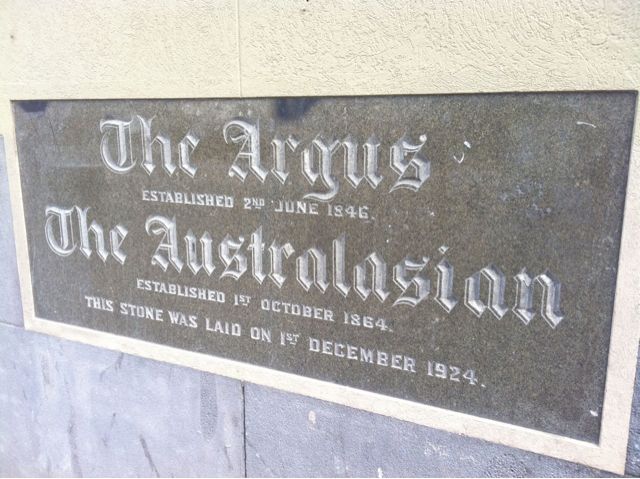 The Argus
ESTABLISHED 2ND JUNE 1846.
The Australasian
ESTABLISHED 1ST OCTOBER 1864.
THIS STONE WAS LAID ON 1ST DECEMBER 1924.